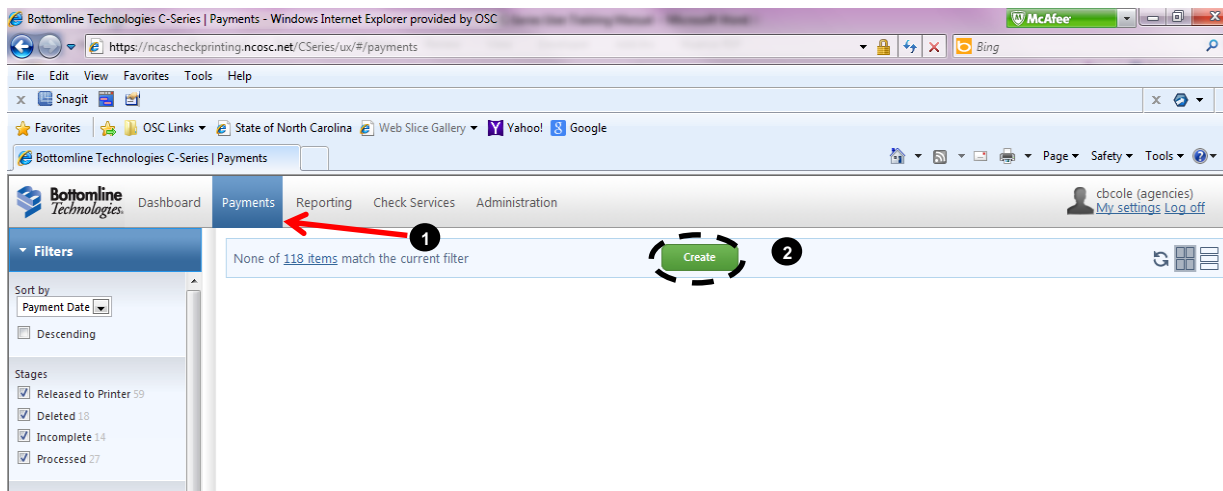 Bottomline Technologies C-Series | Payments - Windows Internet Explorer provided by OSC
McAfee
https://ncascheckprinting.ncosc.net/CSeries/ux/#/payments
Bing
File Edit View Favorites Tools Help
x Snagit
x
Favorites OSC Links State of North Carolina Web Slice Gallery Yahoo! Google
Bottomline Technologies C-Series | Payments
Page Safety Tools
Bottomline Technologies.
Dashboard Payments Reporting Check Services Administration
cbcole (agencies)
My settings Log off
1
Filters
None of 118 items match the current filter
Create
2
Sort by
Payment Date
Descending
Stages
Released to Printer 59
Deleted 18
Incomplete 14
Processed 27